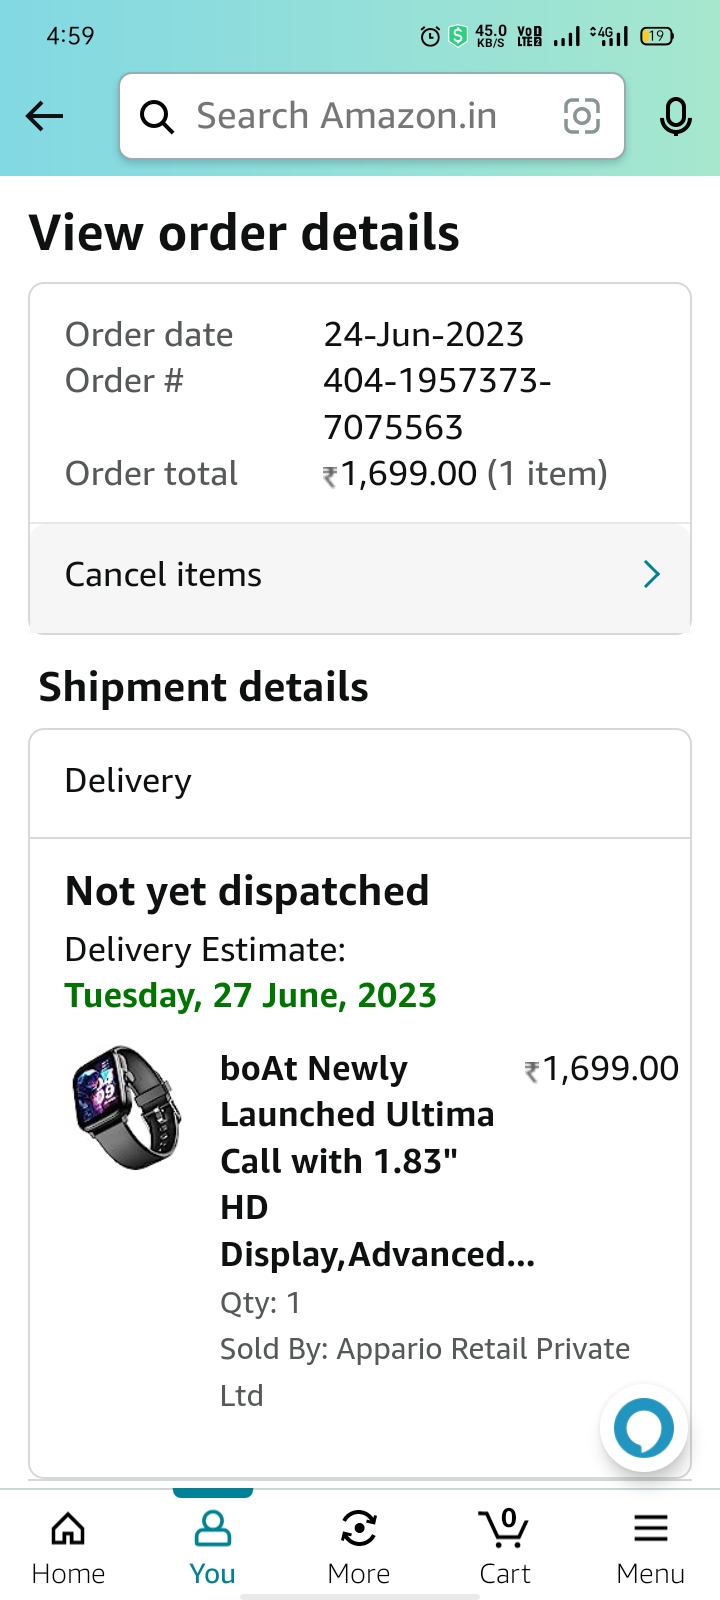 4:59
45.0 KB/S VoD LTE2 4G 19
Search Amazon.in
View order details
Order date 24-Jun-2023
Order # 404-1957373-
7075563
Order total ₹1,699.00 (1 item)
Cancel items
Shipment details
Delivery
Not yet dispatched
Delivery Estimate:
Tuesday, 27 June, 2023
boAt Newly ₹1,699.00
Launched Ultima
Call with 1.83"
HD
Display,Advanced...
Qty: 1
Sold By: Appario Retail Private
Ltd
0
Home You More Cart Menu